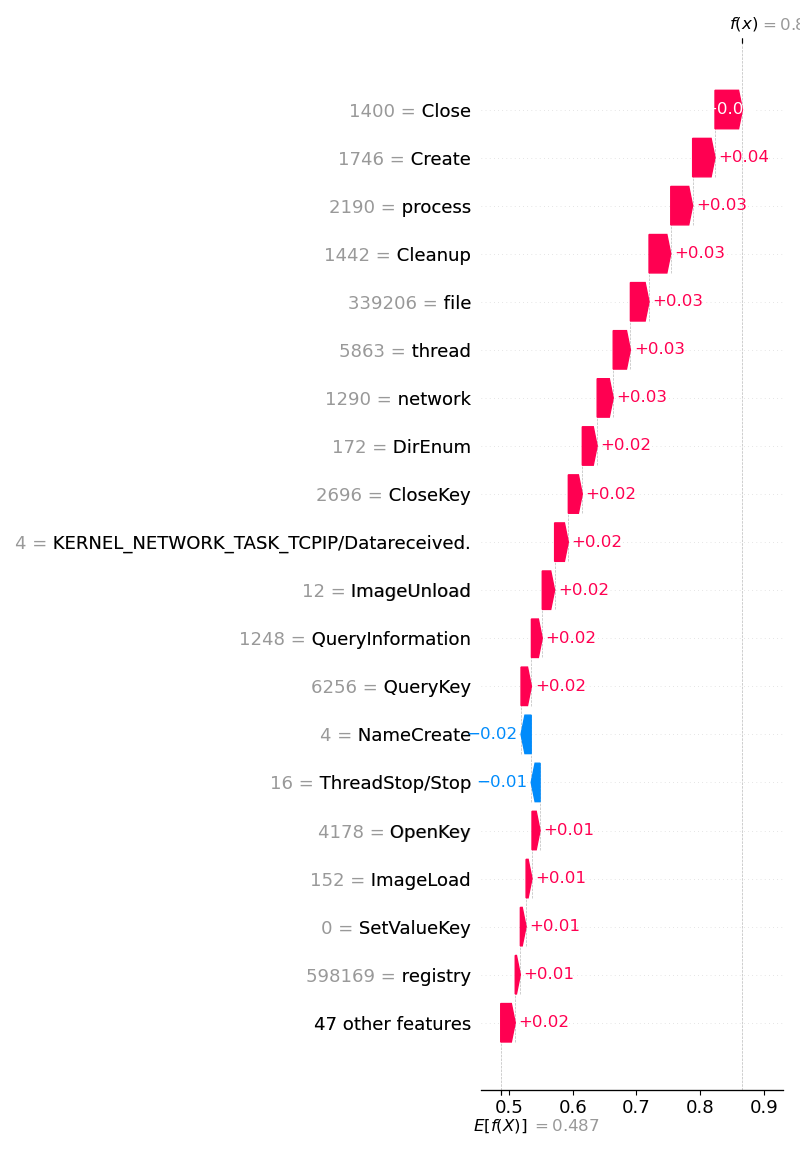 f(x) = 0.8
1400 = Close
1746 = Create +0.04
2190 = process +0.03
1442 = Cleanup +0.03
339206 = file +0.03
5863 = thread +0.03
1290 = network +0.03
172 = DirEnum +0.02
2696 = CloseKey +0.02
4 = KERNEL_NETWORK_TASK_TCPIP/Datareceived. +0.02
12 = ImageUnload +0.02
1248 = QueryInformation +0.02
6256 = QueryKey +0.02
4 = NameCreate −0.02
16 = ThreadStop/Stop −0.01
4178 = OpenKey +0.01
152 = ImageLoad +0.01
0 = SetValueKey +0.01
598169 = registry +0.01
47 other features +0.02
0.5 0.6 0.7 0.8 0.9
E[f(X)] = 0.487